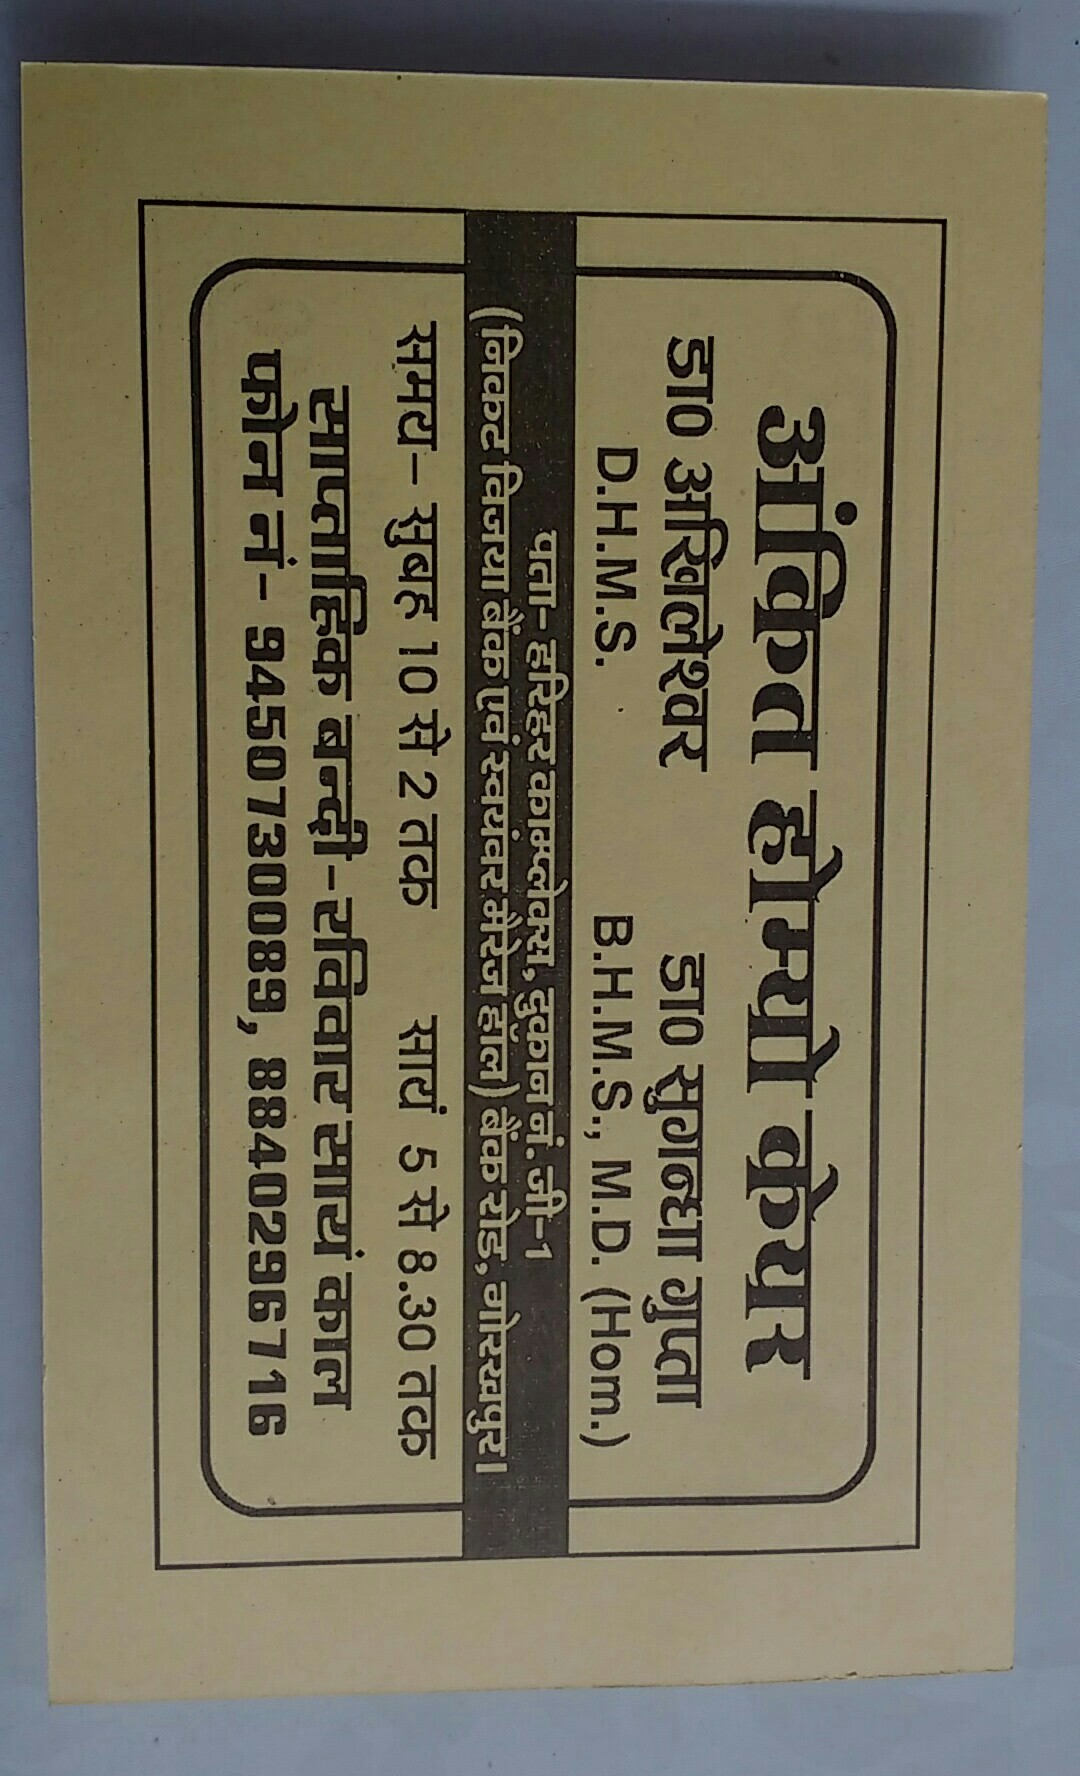 अंकित होम्यो केयर
डा0 अखिलेश्वर डा0 सुगन्धा गुप्ता
D.H.M.S. B.H.M.S., M.D. (Hom.)
पता- हरिहर काम्प्लेक्स, दुकान नं. जी-1
(निकट विजया बैंक एवं स्वयंवर मैरेज हाल) बैंक रोड, गोरखपुर।
समय- सुबह 10 से 2 तक सायं 5 से 8.30 तक
साप्ताहिक बन्दी-रविवार सायं काल
फोन नं- 9450730089, 8840296716